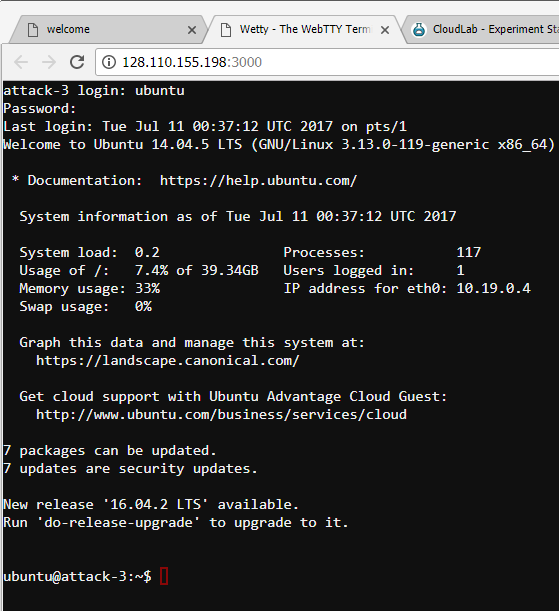 welcome
Wetty - The WebTTY Term
CloudLab - Experiment Sta
128.110.155.198:3000
attack-3 login: ubuntu
Password:
Last login: Tue Jul 11 00:37:12 UTC 2017 on pts/1
Welcome to Ubuntu 14.04.5 LTS (GNU/Linux 3.13.0-119-generic x86_64)
* Documentation:  https://help.ubuntu.com/
System information as of Tue Jul 11 00:37:12 UTC 2017
System load:  0.2               Processes:           117
Usage of /:   7.4% of 39.34GB   Users logged in:     1
Memory usage: 33%               IP address for eth0: 10.19.0.4
Swap usage:   0%
Graph this data and manage this system at:
https://landscape.canonical.com/
Get cloud support with Ubuntu Advantage Cloud Guest:
http://www.ubuntu.com/business/services/cloud
7 packages can be updated.
7 updates are security updates.
New release '16.04.2 LTS' available.
Run 'do-release-upgrade' to upgrade to it.
ubuntu@attack-3:~$